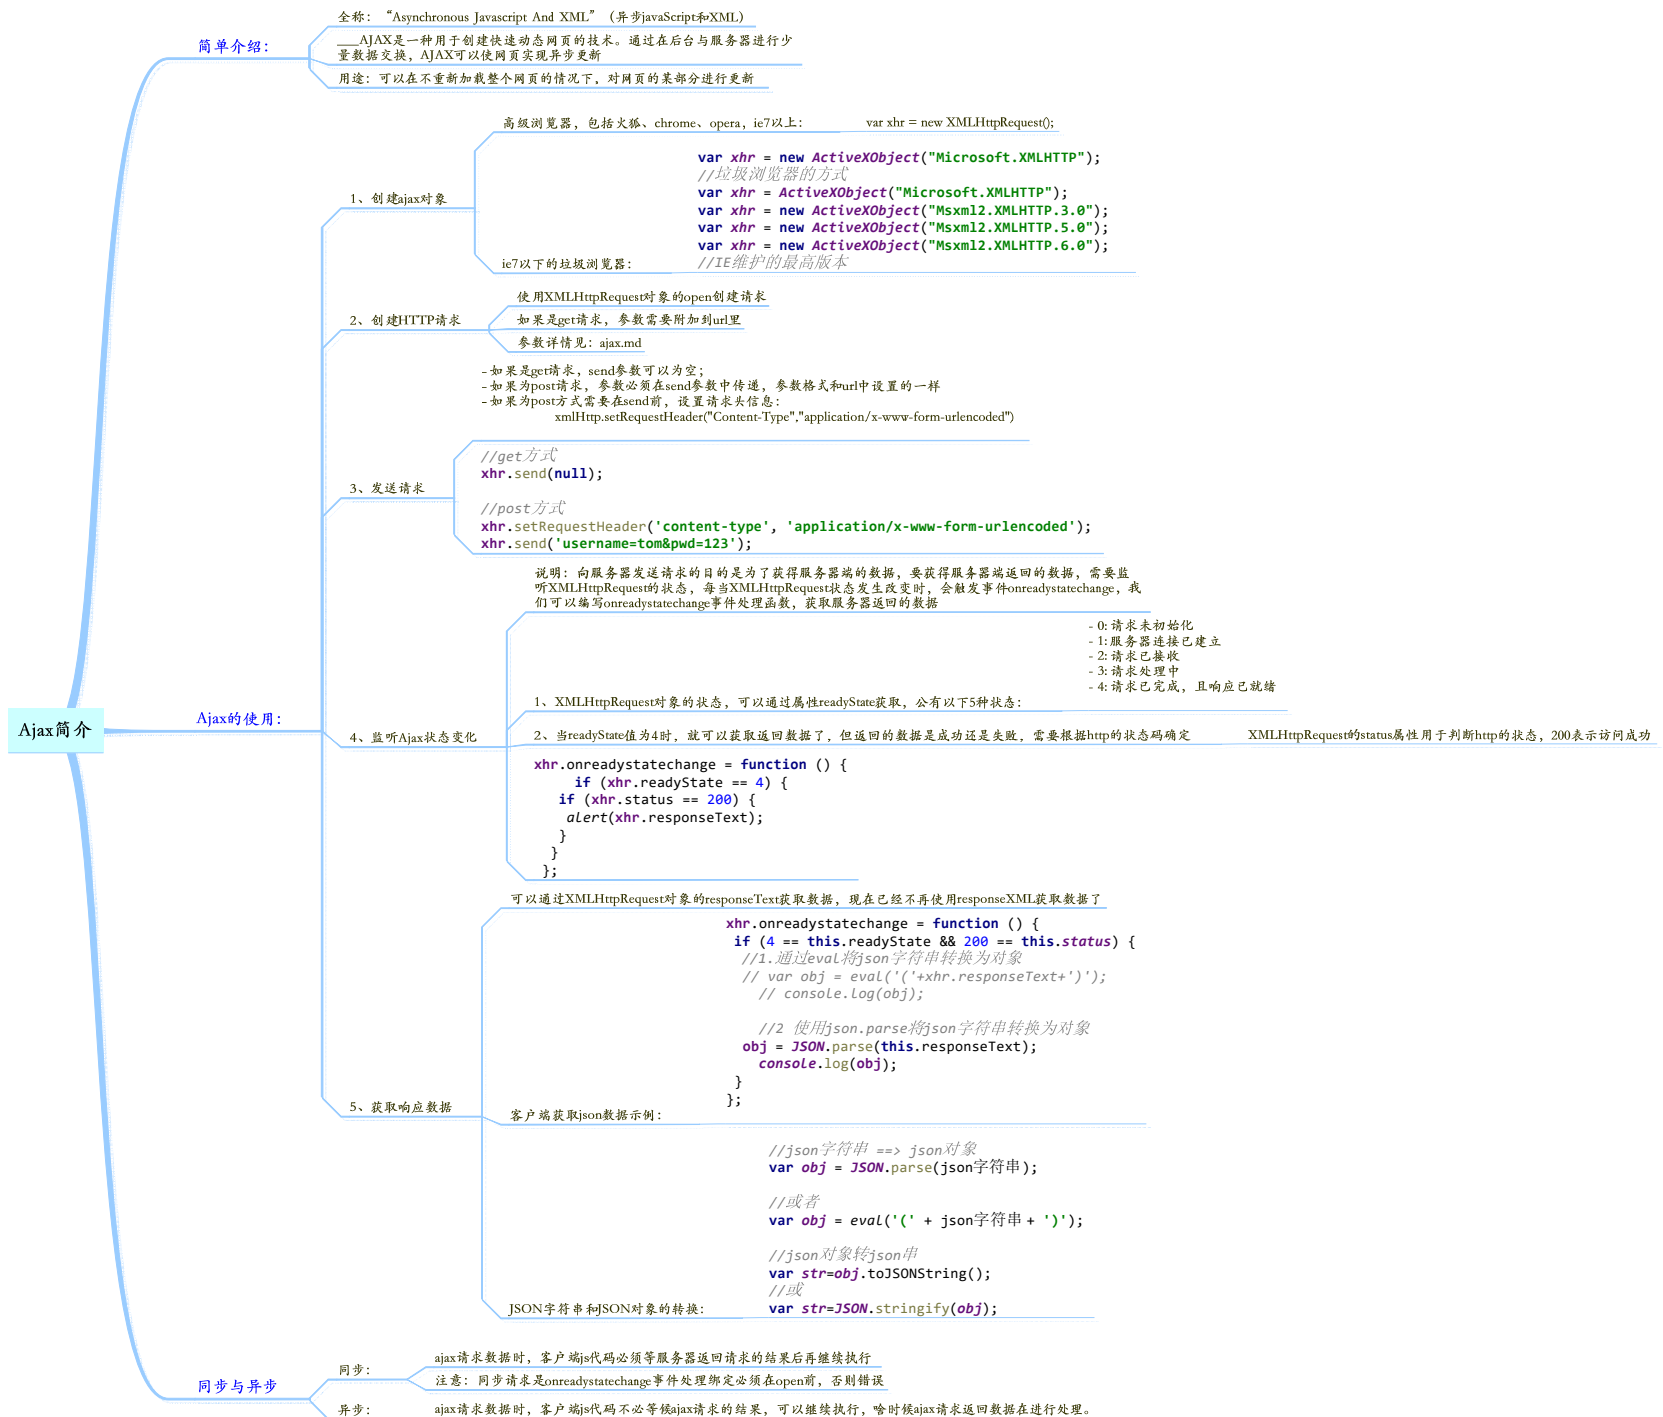 Ajax简介
简单介绍：
全称：“Asynchronous Javascript And XML”（异步javaScript和XML）
___AJAX是一种用于创建快速动态网页的技术。通过在后台与服务器进行少
量数据交换，AJAX可以使网页实现异步更新
用途：可以在不重新加载整个网页的情况下，对网页的某部分进行更新
Ajax的使用：
1、创建ajax对象
高级浏览器，包括火狐、chrome、opera，ie7以上：
var xhr = new XMLHttpRequest();
ie7以下的垃圾浏览器：
var xhr = new ActiveXObject("Microsoft.XMLHTTP");
//垃圾浏览器的方式
var xhr = ActiveXObject("Microsoft.XMLHTTP");
var xhr = new ActiveXObject("Msxml2.XMLHTTP.3.0");
var xhr = new ActiveXObject("Msxml2.XMLHTTP.5.0");
var xhr = new ActiveXObject("Msxml2.XMLHTTP.6.0");
//IE维护的最高版本
2、创建HTTP请求
使用XMLHttpRequest对象的open创建请求
如果是get请求，参数需要附加到url里
参数详情见：ajax.md
3、发送请求
- 如果是get请求，send参数可以为空；
- 如果为post请求，参数必须在send参数中传递，参数格式和url中设置的一样
- 如果为post方式需要在send前，设置请求头信息：
xmlHttp.setRequestHeader("Content-Type","application/x-www-form-urlencoded")
//get方式
xhr.send(null);
//post方式
xhr.setRequestHeader('content-type', 'application/x-www-form-urlencoded');
xhr.send('username=tom&pwd=123');
4、监听Ajax状态变化
说明：向服务器发送请求的目的是为了获得服务器端的数据，要获得服务器端返回的数据，需要监
听XMLHttpRequest的状态，每当XMLHttpRequest状态发生改变时，会触发事件onreadystatechange，我
们可以编写onreadystatechange事件处理函数，获取服务器返回的数据
1、XMLHttpRequest对象的状态，可以通过属性readyState获取，公有以下5种状态：
- 0: 请求未初始化
- 1: 服务器连接已建立
- 2: 请求已接收
- 3: 请求处理中
- 4: 请求已完成，且响应已就绪
2、当readyState值为4时，就可以获取返回数据了，但返回的数据是成功还是失败，需要根据http的状态码确定
XMLHttpRequest的status属性用于判断http的状态，200表示访问成功
xhr.onreadystatechange = function () {
if (xhr.readyState == 4) {
if (xhr.status == 200) {
alert(xhr.responseText);
}
}
};
5、获取响应数据
可以通过XMLHttpRequest对象的responseText获取数据，现在已经不再使用responseXML获取数据了
客户端获取json数据示例：
xhr.onreadystatechange = function () {
if (4 == this.readyState && 200 == this.status) {
//1.通过eval将json字符串转换为对象
// var obj = eval('('+xhr.responseText+')');
// console.log(obj);
//2 使用json.parse将json字符串转换为对象
obj = JSON.parse(this.responseText);
console.log(obj);
}
};
JSON字符串和JSON对象的转换：
//json字符串 ==> json对象
var obj = JSON.parse(json字符串);
//或者
var obj = eval('(' + json字符串 + ')');
//json对象转json串
var str=obj.toJSONString();
//或
var str=JSON.stringify(obj);
同步与异步
同步：
ajax请求数据时，客户端js代码必须等服务器返回请求的结果后再继续执行
注意：同步请求是onreadystatechange事件处理绑定必须在open前，否则错误
异步：
ajax请求数据时，客户端js代码不必等候ajax请求的结果，可以继续执行，啥时候ajax请求返回数据在进行处理。